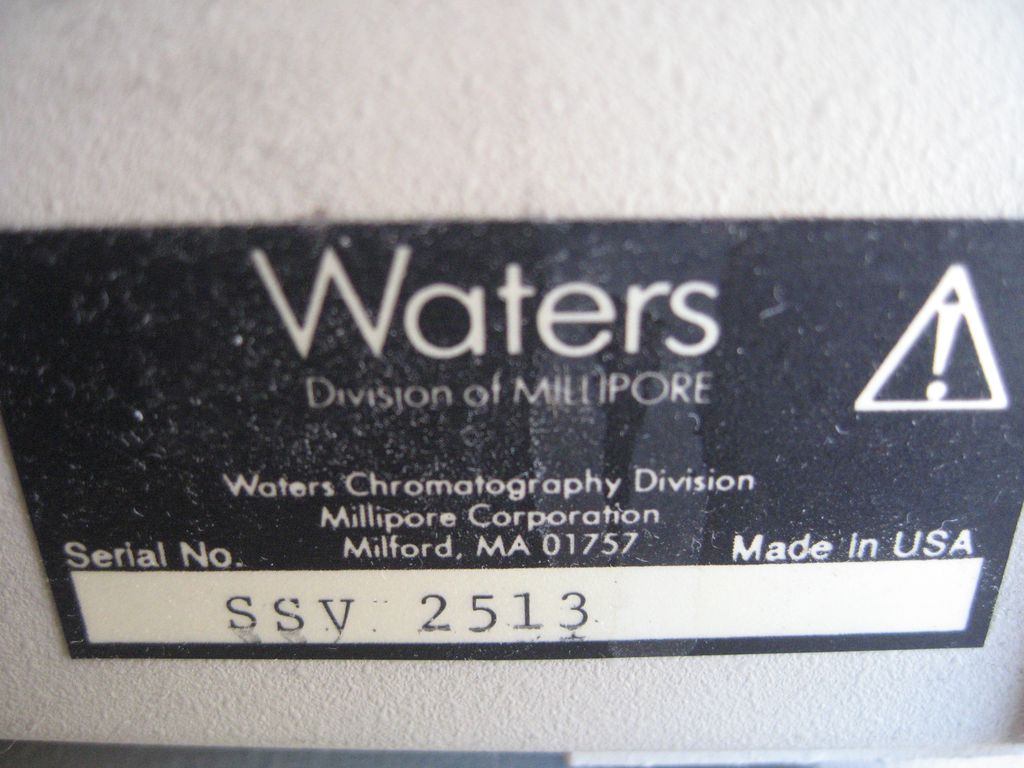 Waters
Division of MILLIPORE
Waters Chromatography Division
Millipore Corporation
Milford, MA 01757
Serial No.
Made in USA
SSV 2513